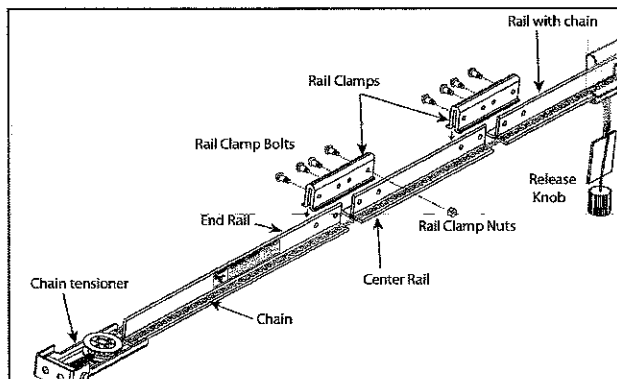 Rail with chain
Rail Clamps
Rail Clamp Bolts
Release
Knob
End Rail
Rail Clamp Nuts
Center Rail
Chain tensioner
Chain